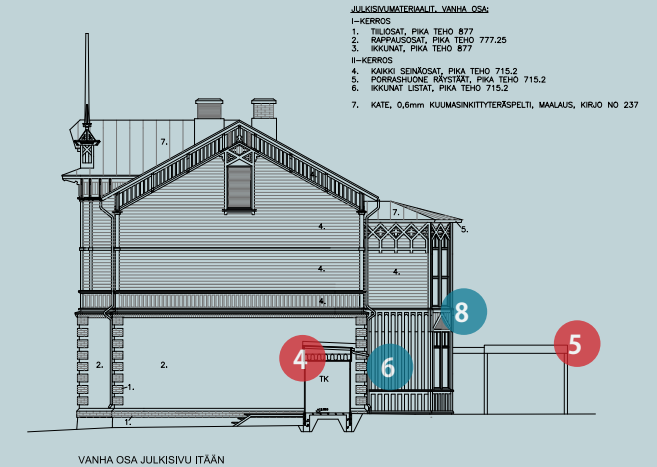 JULKISIVUMATERIAALIT, VANHA OSA:
I-KERROS
1. TIILIOSAT, PIKA TEHO 877
2. RAPPAUSOSAT, PIKA TEHO 777.25
3. IKKUNAT, PIKA TEHO 877
II-KERROS
4. KAIKKI SEINÄOSAT, PIKA TEHO 715.2
5. PORRASHUONE RÄYSTÄÄT, PIKA TEHO 715.2
6. IKKUNAT LISTAT, PIKA TEHO 715.2
7. KATE, 0,6mm KUUMASINKITTYTERÄSPELTI, MAALAUS, KIRJO NO 237
7.
7.
4.
5.
4.
4.
4.
8
4
6
5
2.
2.
TK
1.
1.
VANHA OSA JULKISIVU ITÄÄN